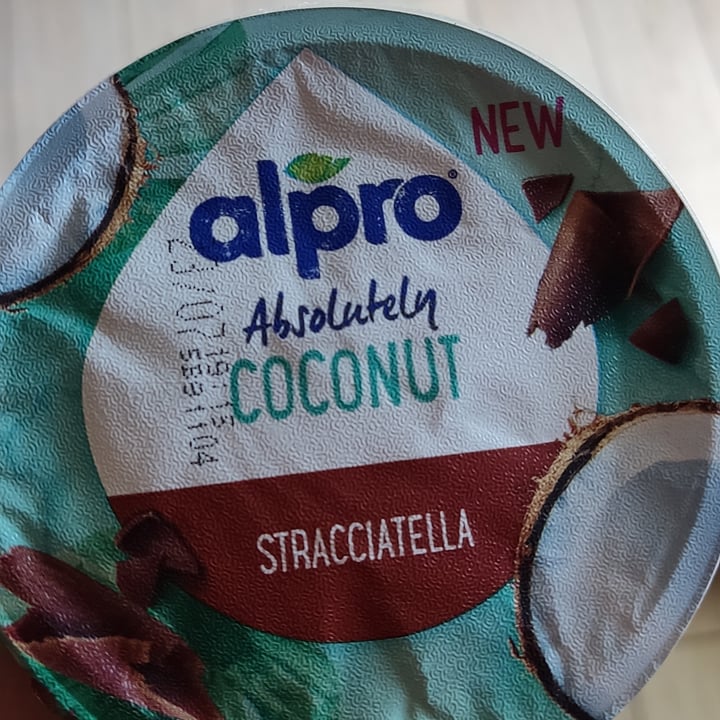 NEW
alpro®
Absolutely
COCONUT
STRACCIATELLA